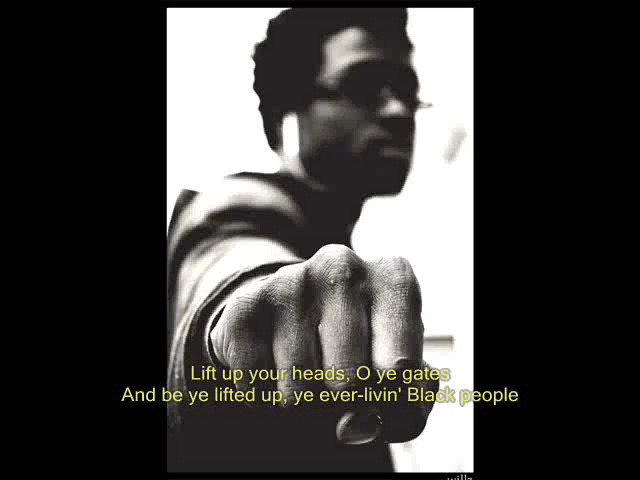 Lift up your heads, O ye gates
And be ye lifted up, ye ever-livin' Black people